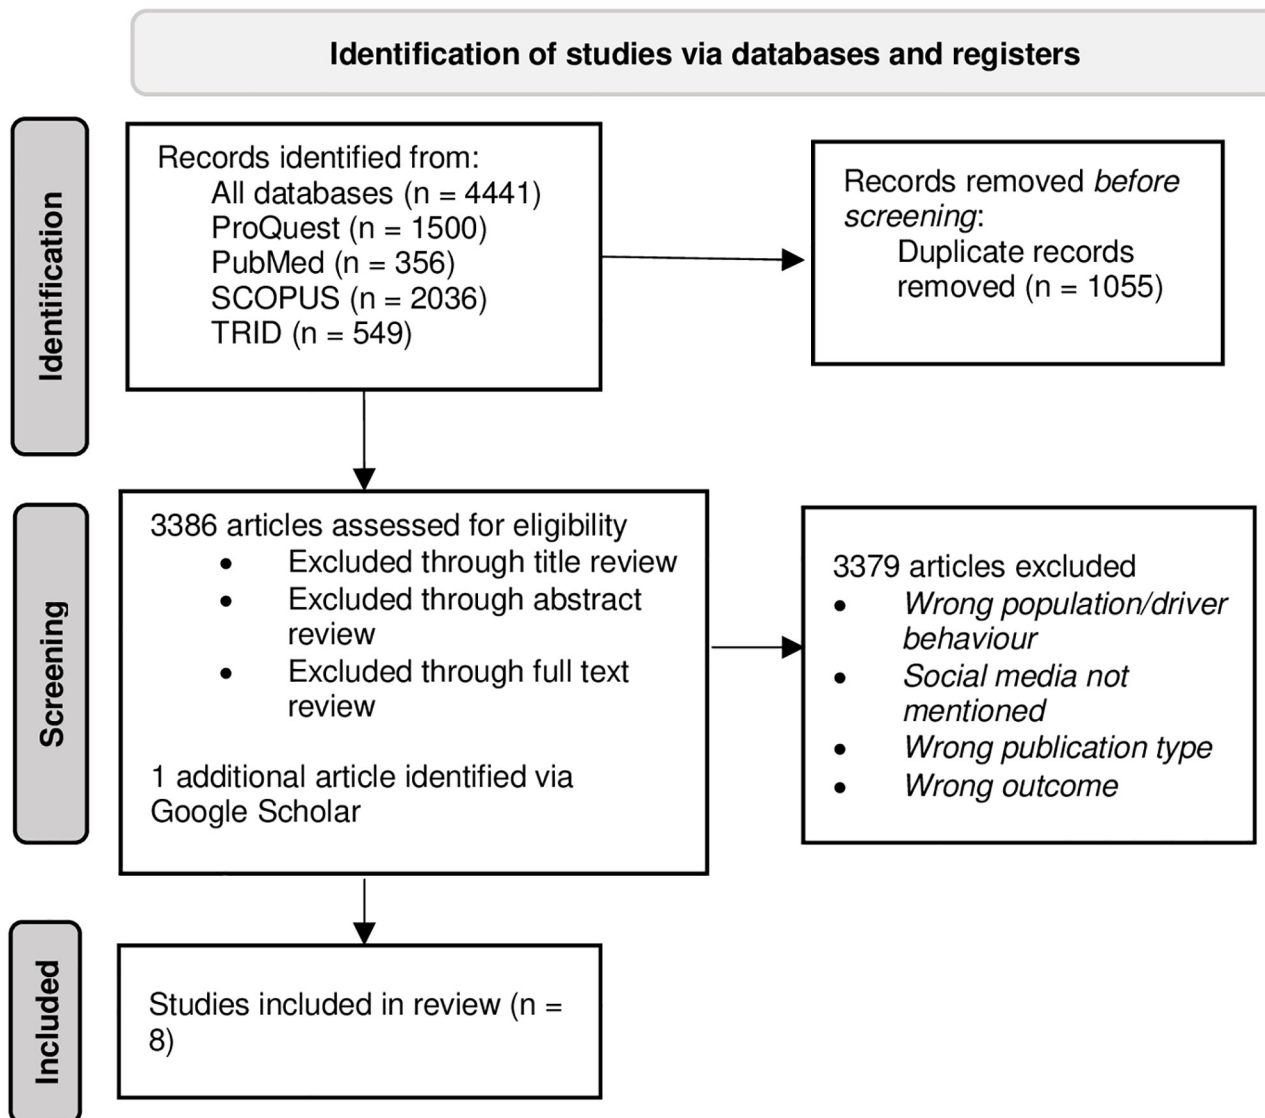 Identification of studies via databases and registers
Identification
Records identified from:
All databases (n = 4441)
ProQuest (n = 1500)
PubMed (n = 356)
SCOPUS (n = 2036)
TRID (n = 549)
Records removed before
screening:
Duplicate records
removed (n = 1055)
Screening
3386 articles assessed for eligibility
• Excluded through title review
• Excluded through abstract
review
• Excluded through full text
review
1 additional article identified via
Google Scholar
3379 articles excluded
• Wrong population/driver
behaviour
• Social media not
mentioned
• Wrong publication type
• Wrong outcome
Included
Studies included in review (n =
8)